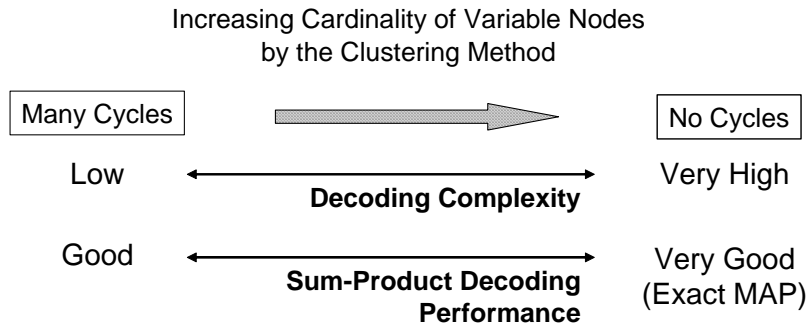 Increasing Cardinality of Variable Nodes
by the Clustering Method
Many Cycles
No Cycles
Low
Decoding Complexity
Very High
Good
Sum-Product Decoding
Performance
Very Good
(Exact MAP)